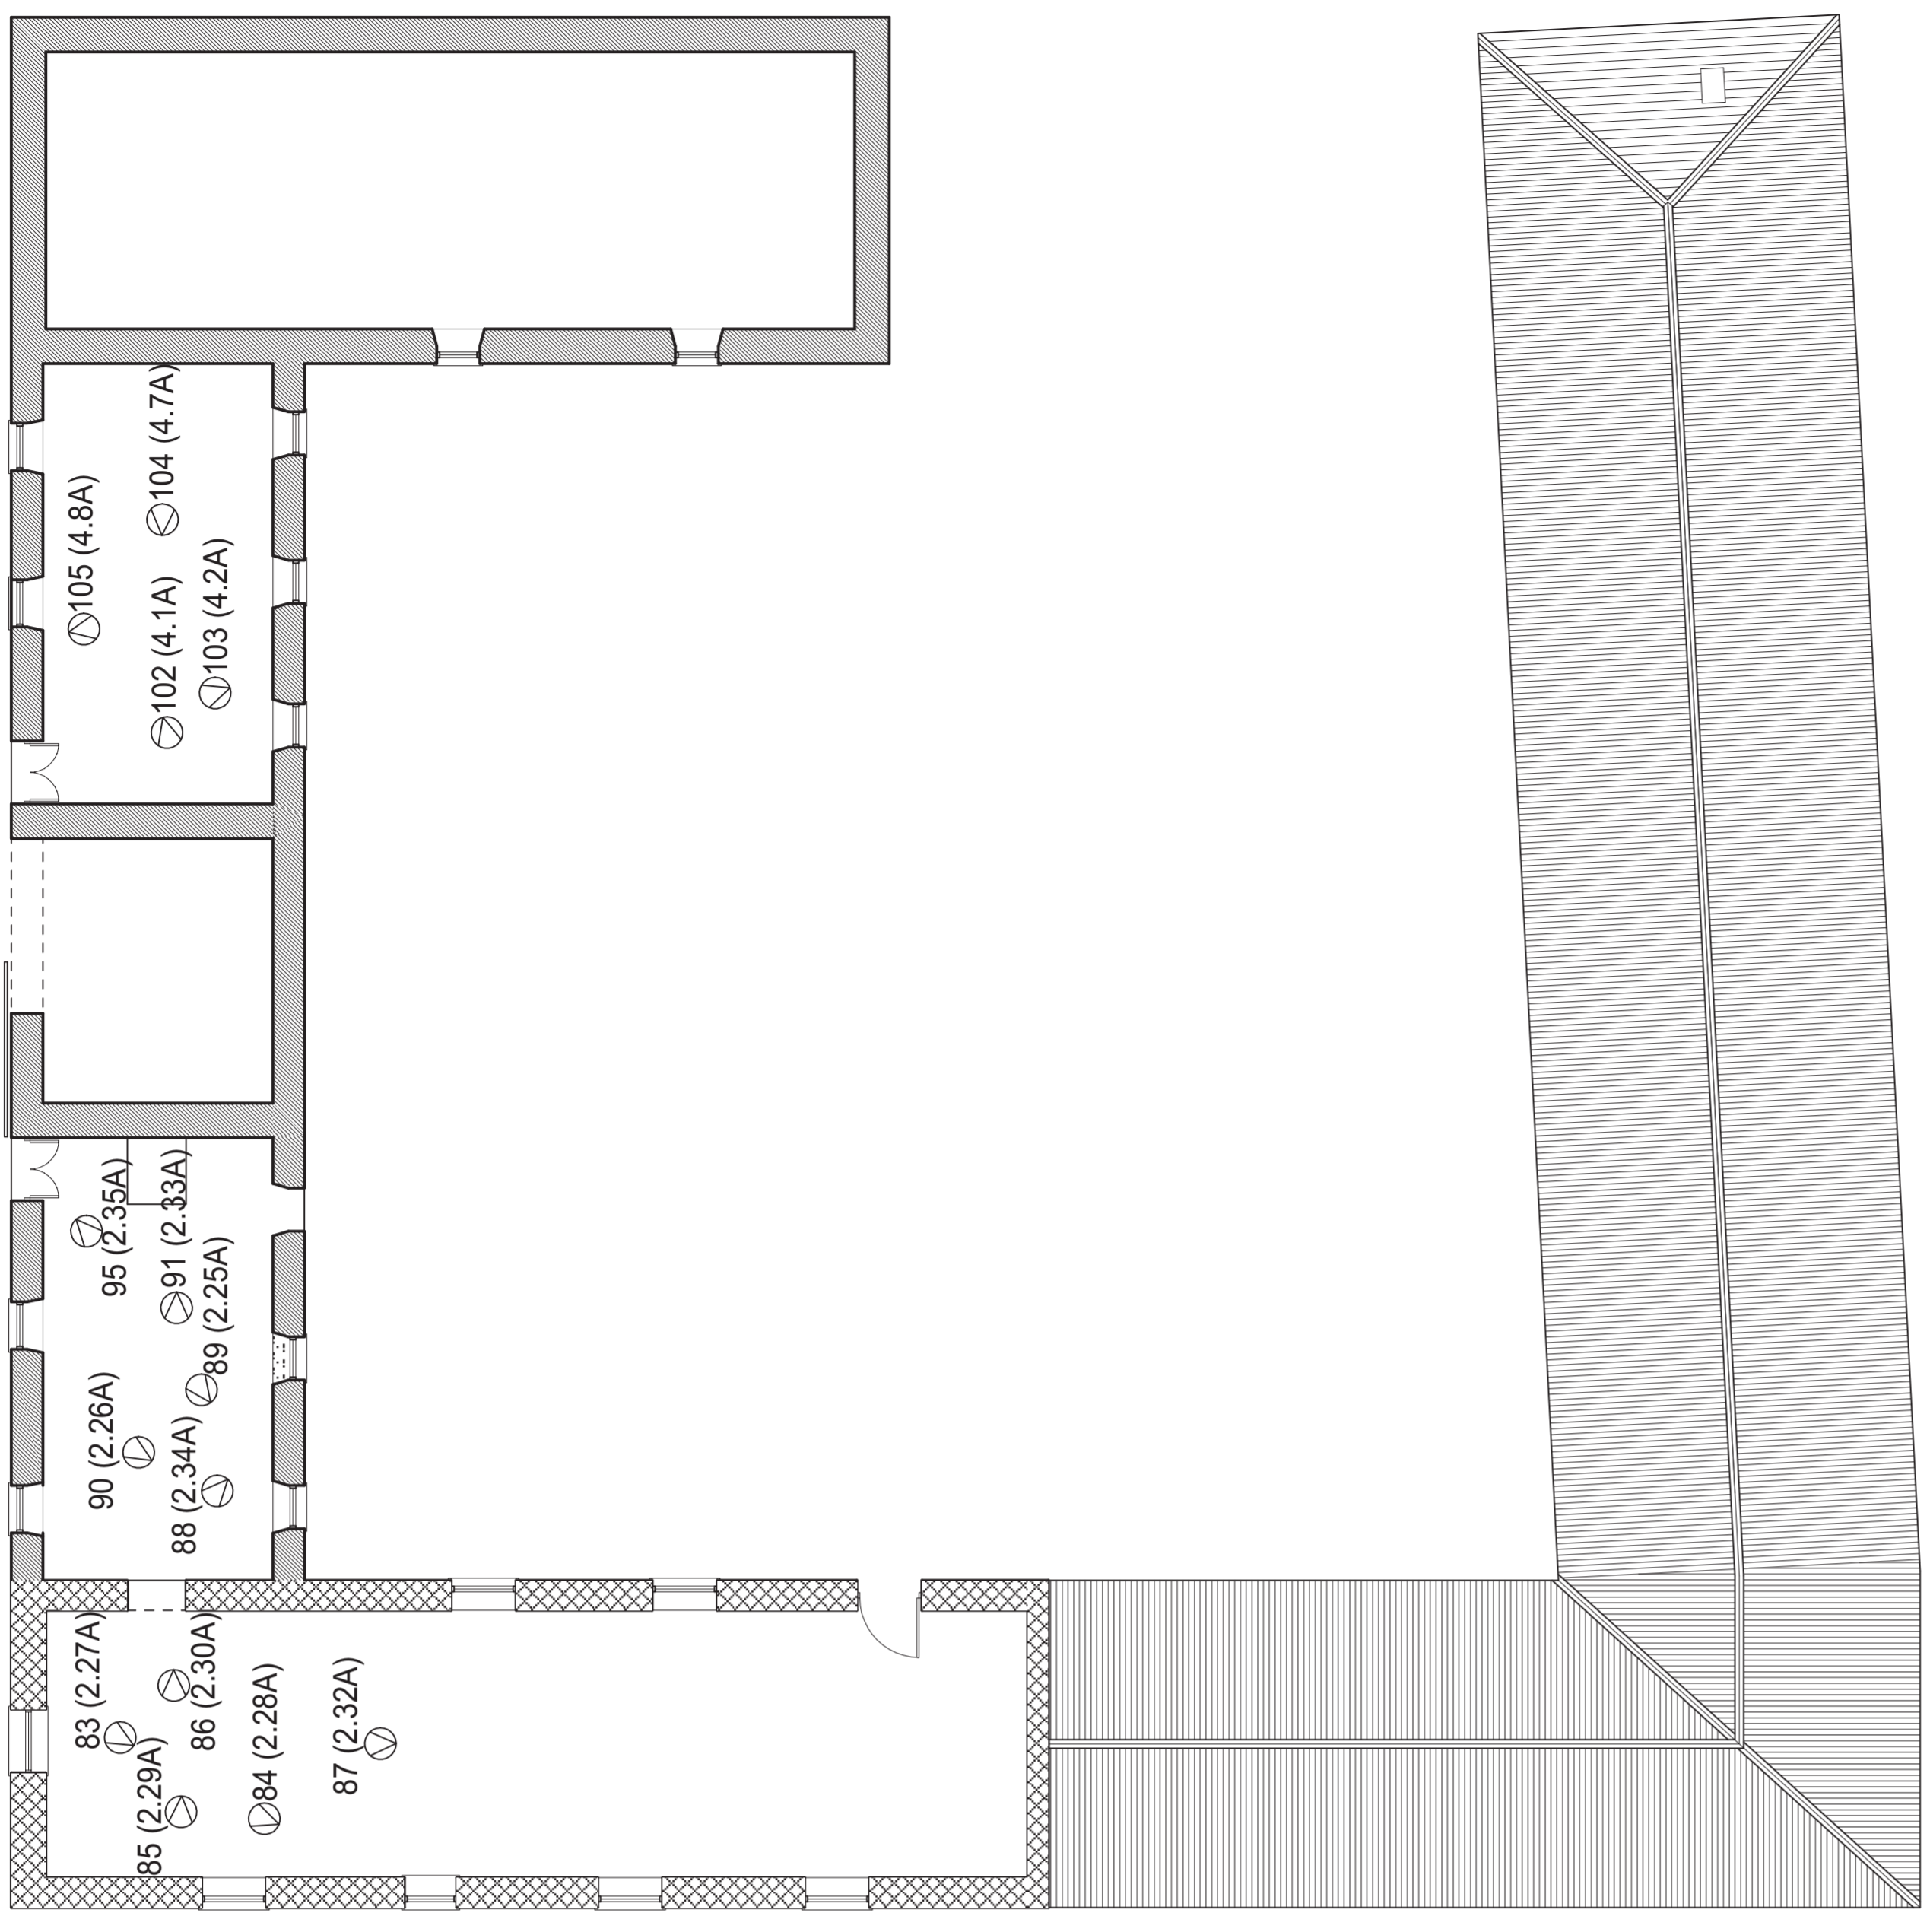 105 (4.8A)
104 (4.7A)
102 (4.1A)
103 (4.2A)
95 (2.35A)
91 (2.33A)
89 (2.25A)
90 (2.26A)
88 (2.34A)
83 (2.27A)
86 (2.30A)
85 (2.29A)
84 (2.28A)
87 (2.32A)